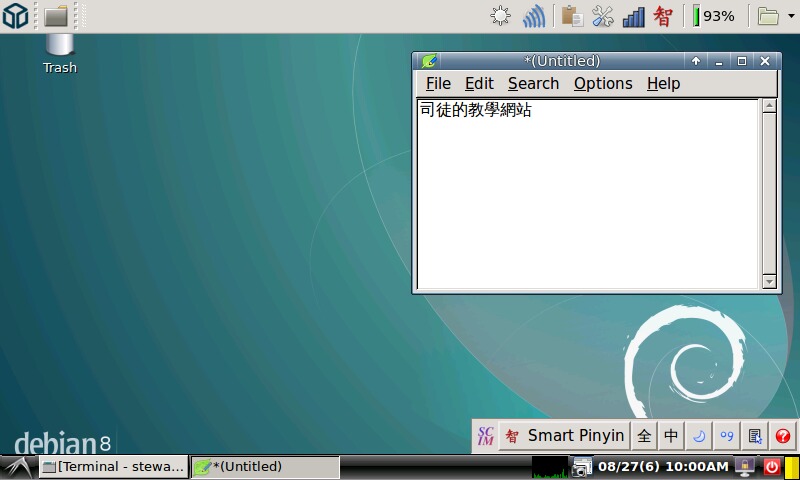 智
93%
Trash
*(Untitled)
File Edit Search Options Help
司徒的教學網站
debian 8
SC
IM
智 Smart Pinyin 全 中
[Terminal - stewa...
*(Untitled)
08/27(6) 10:00AM